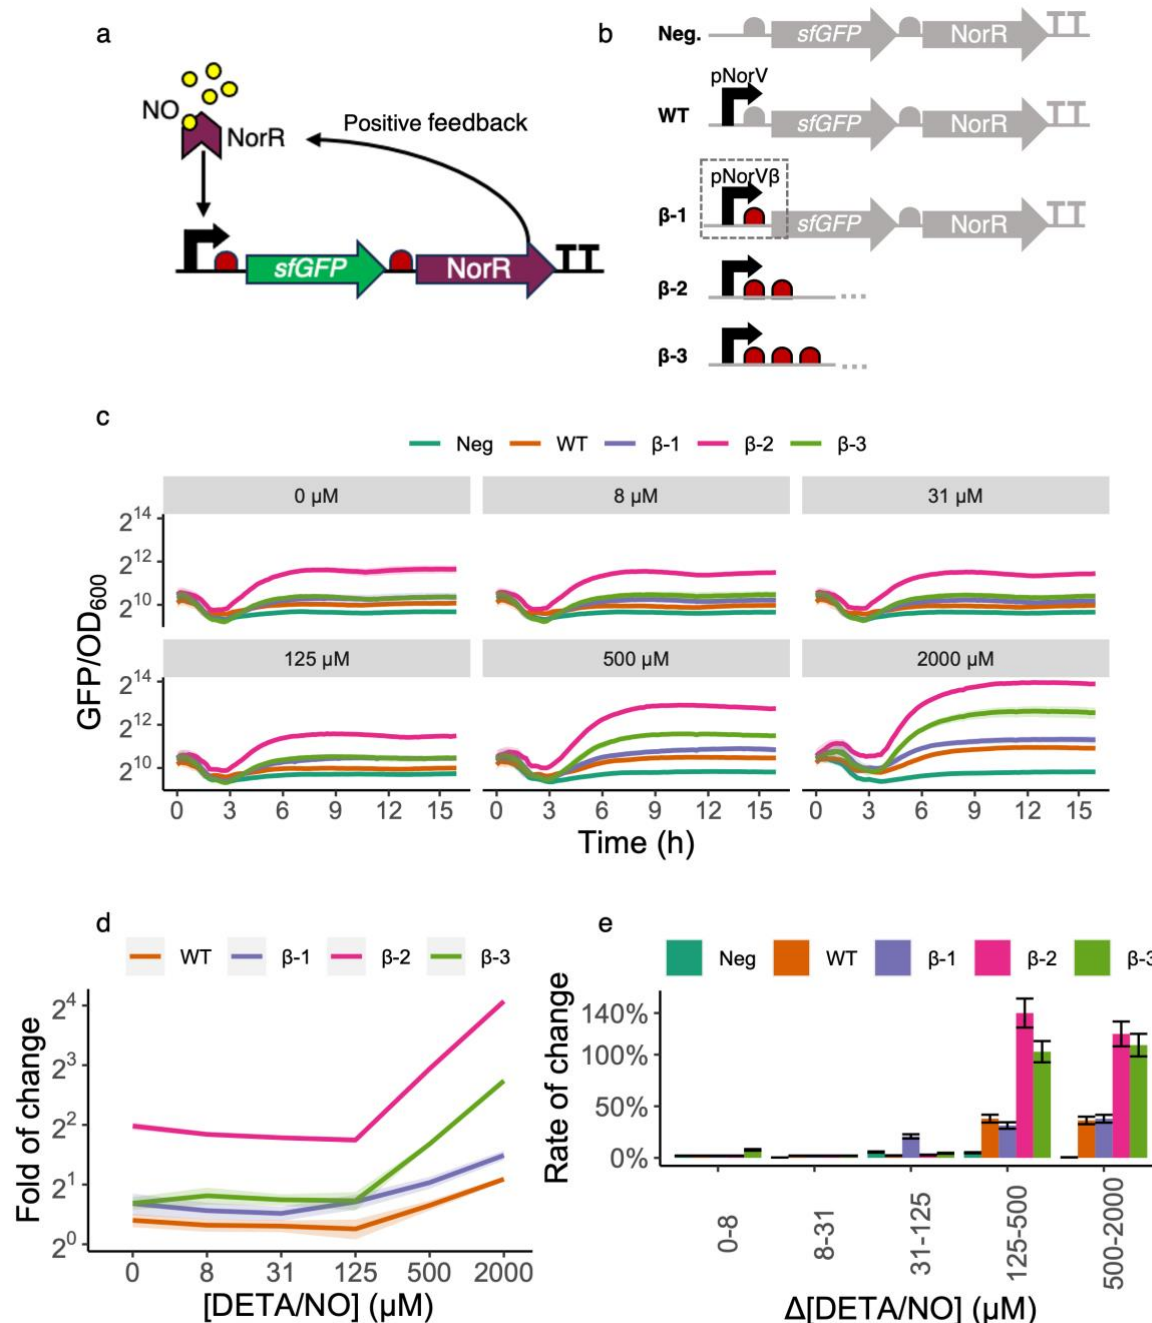 a
NO
NorR
Positive feedback
sfGFP
NorR
b
Neg.
sfGFP
NorR
pNorV
WT
sfGFP
NorR
pNorVβ
β-1
sfGFP
NorR
β-2
β-3
c
Neg WT β-1 β-2 β-3
0 µM 8 µM 31 µM
2^14
2^12
2^10
125 µM 500 µM 2000 µM
2^14
2^12
2^10
GFP/OD600
0 3 6 9 12 15 0 3 6 9 12 15 0 3 6 9 12 15
Time (h)
d
WT β-1 β-2 β-3
2^4
2^3
2^2
2^1
2^0
Fold of change
0 8 31 125 500 2000
[DETA/NO] (µM)
e
Neg WT β-1 β-2 β-3
140%
100%
50%
0%
Rate of change
0-8 8-31 31-125 125-500 500-2000
Δ[DETA/NO] (µM)